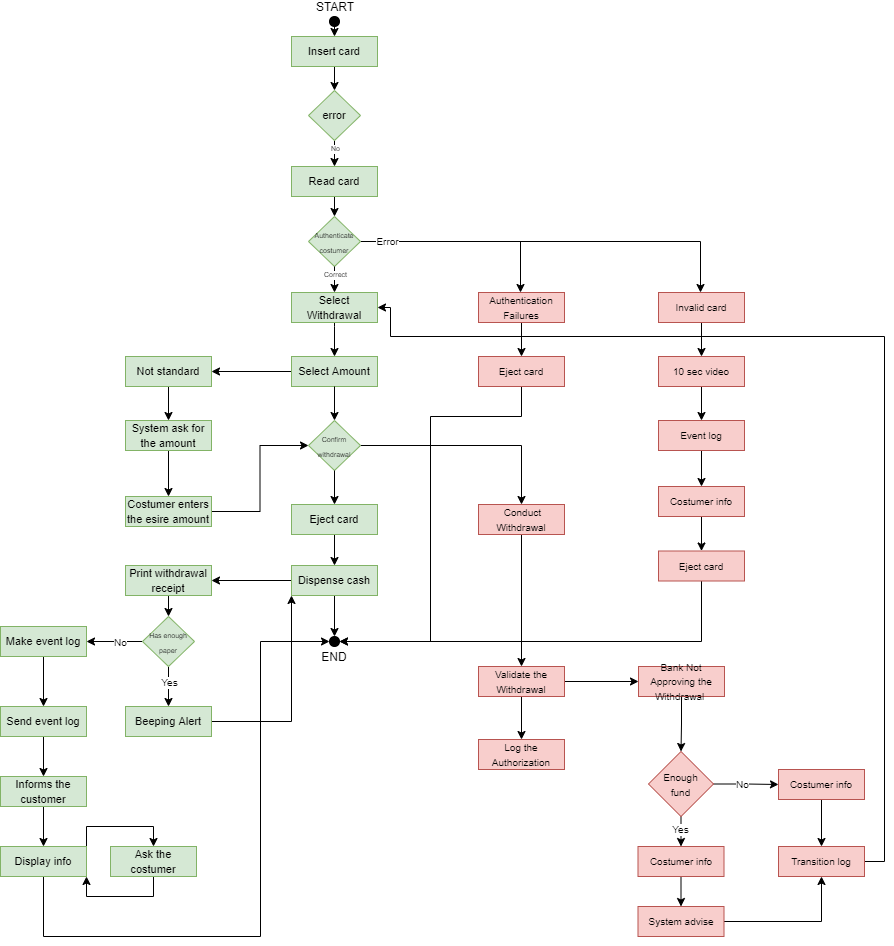 START
Insert card
error
No
Read card
Authenticate
costumer
Error
Correct
Select
Withdrawal
Authentication
Failures
Invalid card
Not standard
Select Amount
Eject card
10 sec video
System ask for
the amount
Confirm
withdrawal
Event log
Costumer enters
the esire amount
Eject card
Conduct
Withdrawal
Costumer info
Print withdrawal
receipt
Dispense cash
Eject card
Make event log
No
Has enough
paper
END
Yes
Validate the
Withdrawal
Bank Not
Approving the
Withdrawal
Send event log
Beeping Alert
Log the
Authorization
Informs the
customer
Enough
fund
No
Costumer info
Yes
Display info
Ask the
costumer
Costumer info
Transition log
System advise